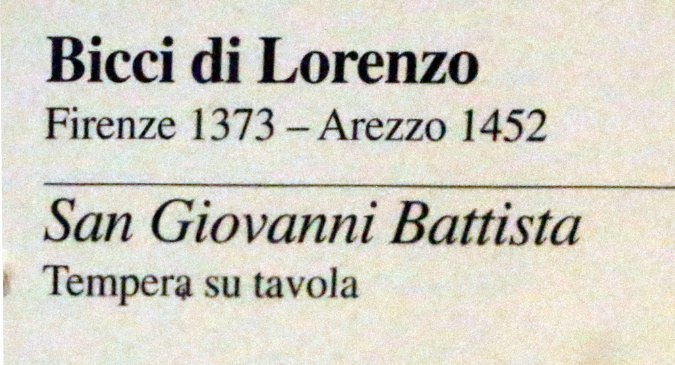 Bicci di Lorenzo
Firenze 1373 – Arezzo 1452
San Giovanni Battista
Tempera su tavola